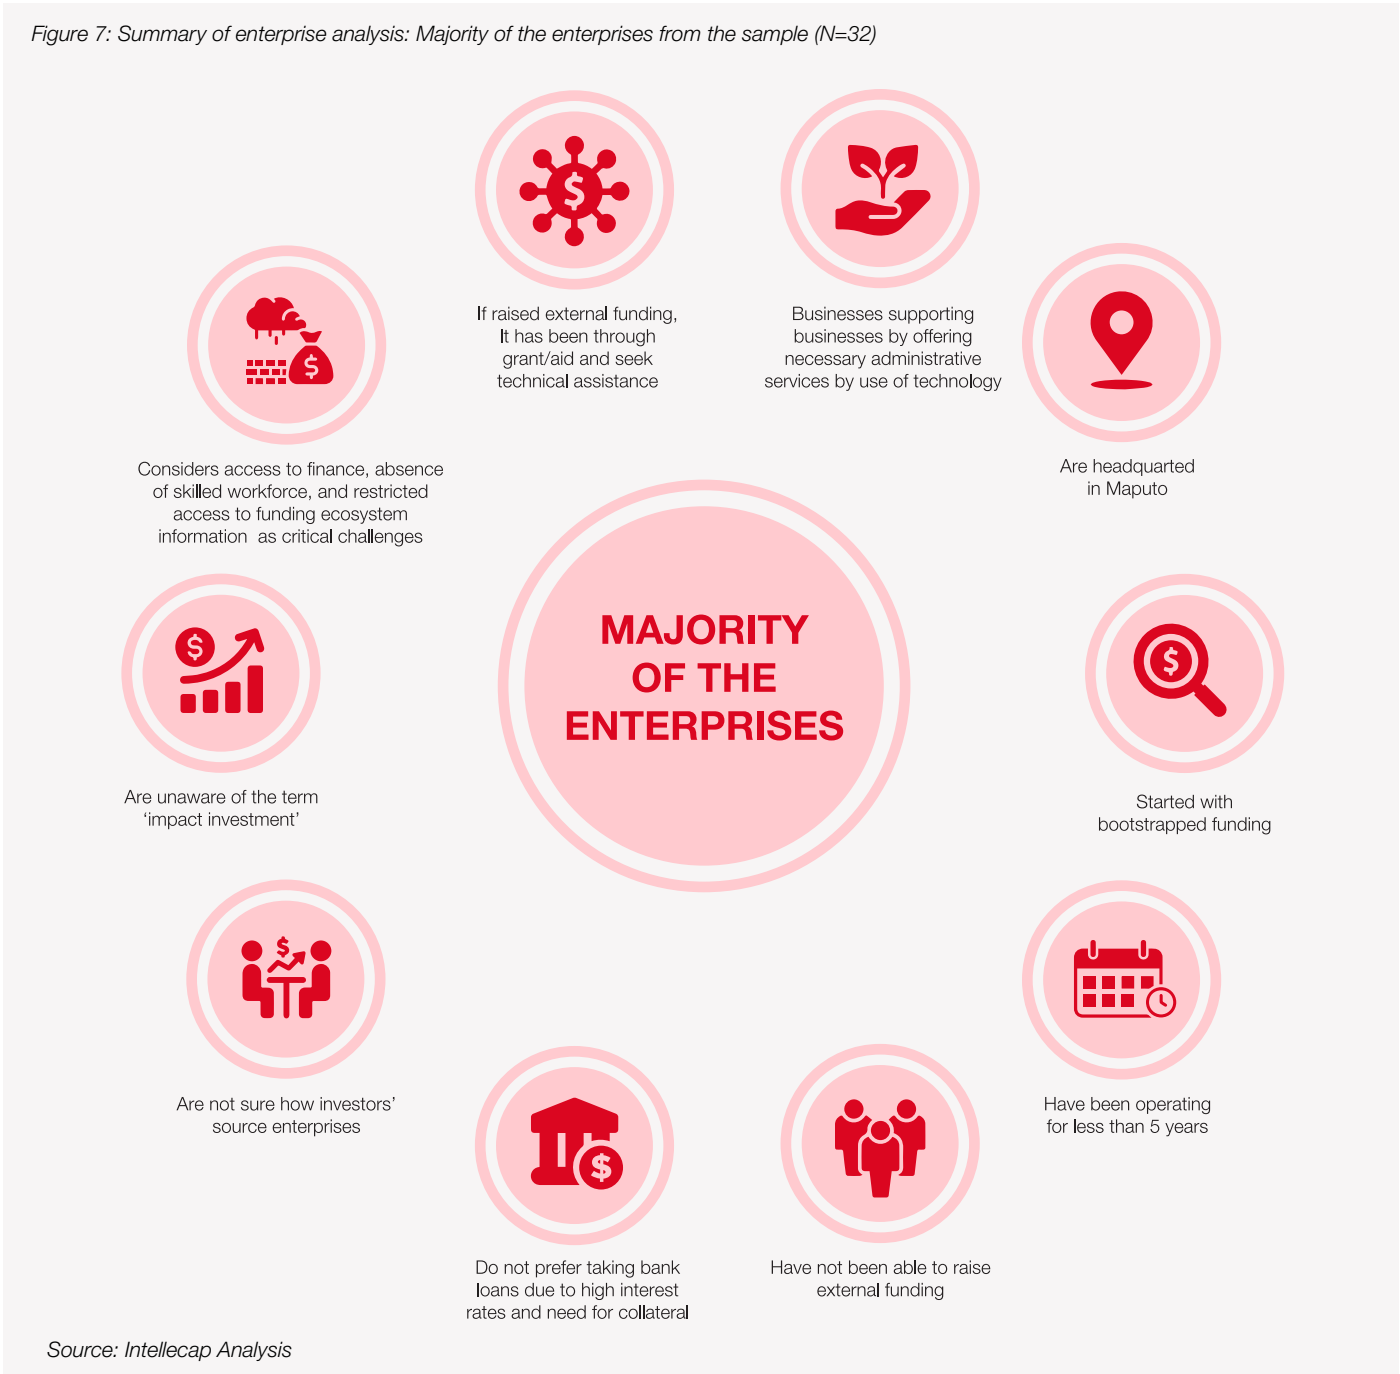 Figure 7: Summary of enterprise analysis: Majority of the enterprises from the sample (N=32)
If raised external funding,
It has been through
grant/aid and seek
technical assistance
Businesses supporting
businesses by offering
necessary administrative
services by use of technology
Are headquarted
in Maputo
Considers access to finance, absence
of skilled workforce, and restricted
access to funding ecosystem
information  as critical challenges
MAJORITY
OF THE
ENTERPRISES
Are unaware of the term
‘impact investment’
Started with
bootstrapped funding
Are not sure how investors’
source enterprises
Have been operating
for less than 5 years
Do not prefer taking bank
loans due to high interest
rates and need for collateral
Have not been able to raise
external funding
Source: Intellecap Analysis